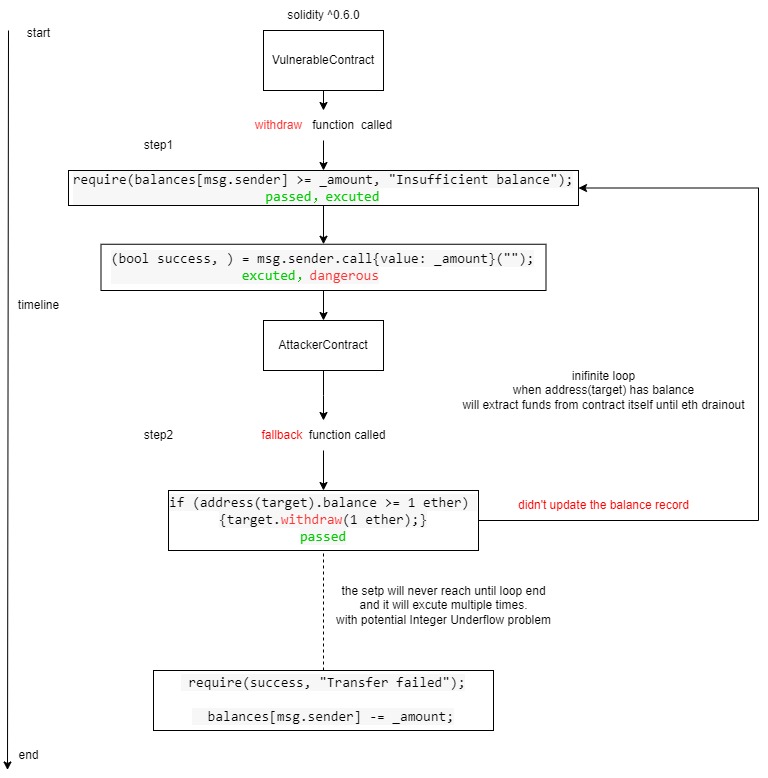 solidity ^0.6.0
start
VulnerableContract
withdraw function called
step1
require(balances[msg.sender] >= _amount, "Insufficient balance");
passed, excuted
(bool success, ) = msg.sender.call{value: _amount}("");
excuted, dangerous
timeline
AttackerContract
inifinite loop
when address(target) has balance
will extract funds from contract itself until eth drainout
step2
fallback function called
if (address(target).balance >= 1 ether)
{target.withdraw(1 ether);}
passed
didn't update the balance record
the setp will never reach until loop end
and it will excute multiple times.
with potential Integer Underflow problem
require(success, "Transfer failed");
balances[msg.sender] -= _amount;
end